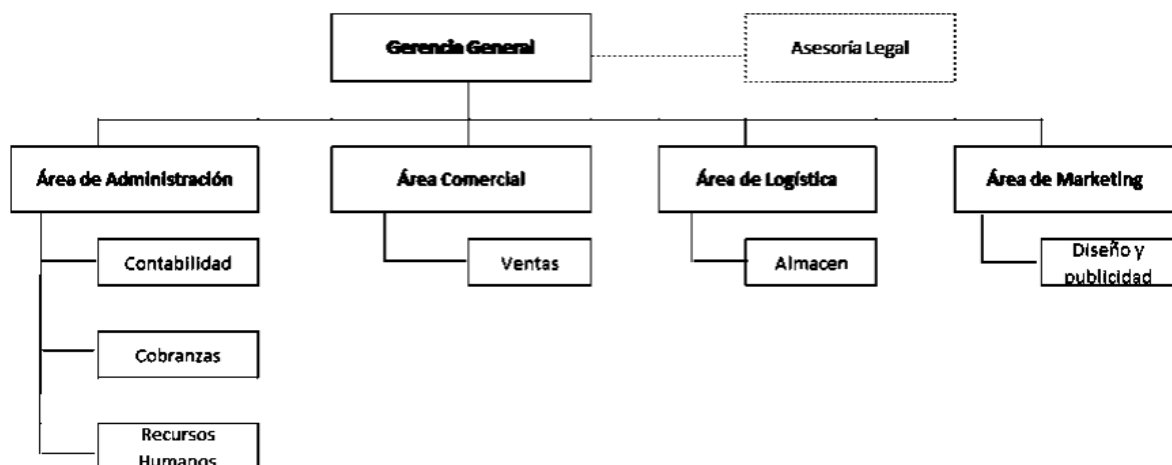 Gerencia General
Asesoría Legal
Área de Administración
Área Comercial
Área de Logística
Área de Marketing
Contabilidad
Ventas
Almacen
Diseño y
publicidad
Cobranzas
Recursos
Humanos